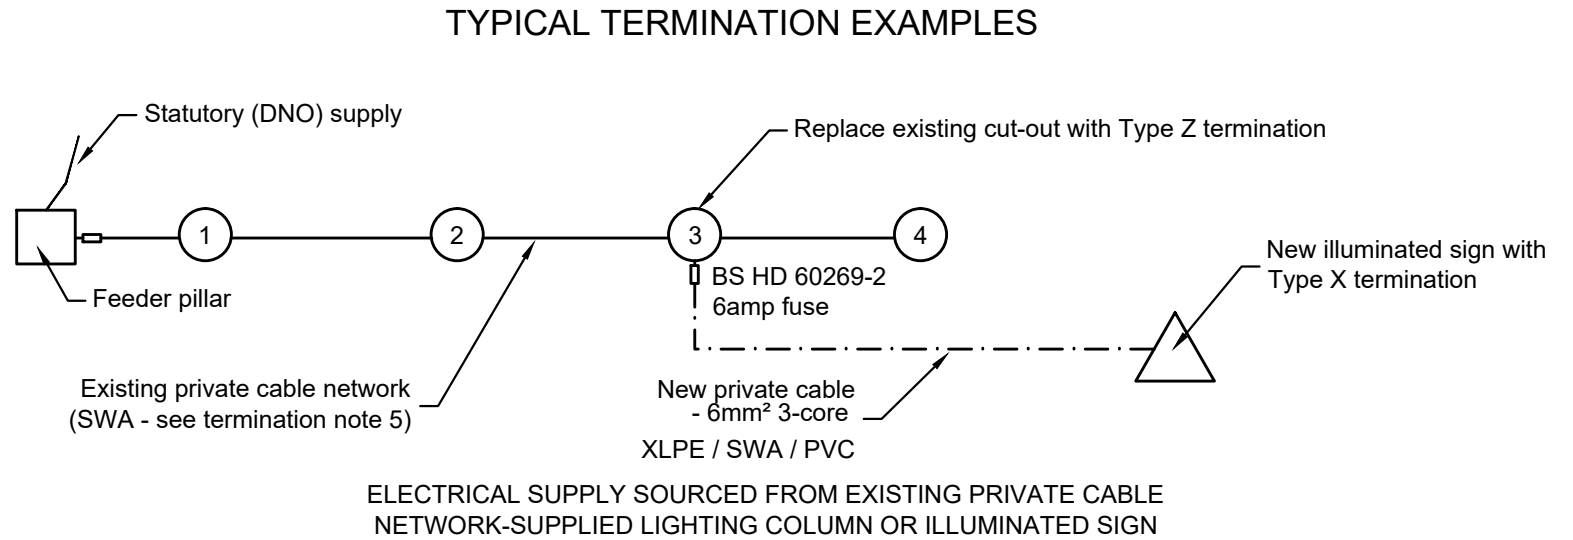 TYPICAL TERMINATION EXAMPLES
Statutory (DNO) supply
Replace existing cut-out with Type Z termination
1
2
3
4
New illuminated sign with
Type X termination
Feeder pillar
BS HD 60269-2
6amp fuse
Existing private cable network
(SWA - see termination note 5)
New private cable
- 6mm² 3-core
XLPE / SWA / PVC
ELECTRICAL SUPPLY SOURCED FROM EXISTING PRIVATE CABLE
NETWORK-SUPPLIED LIGHTING COLUMN OR ILLUMINATED SIGN